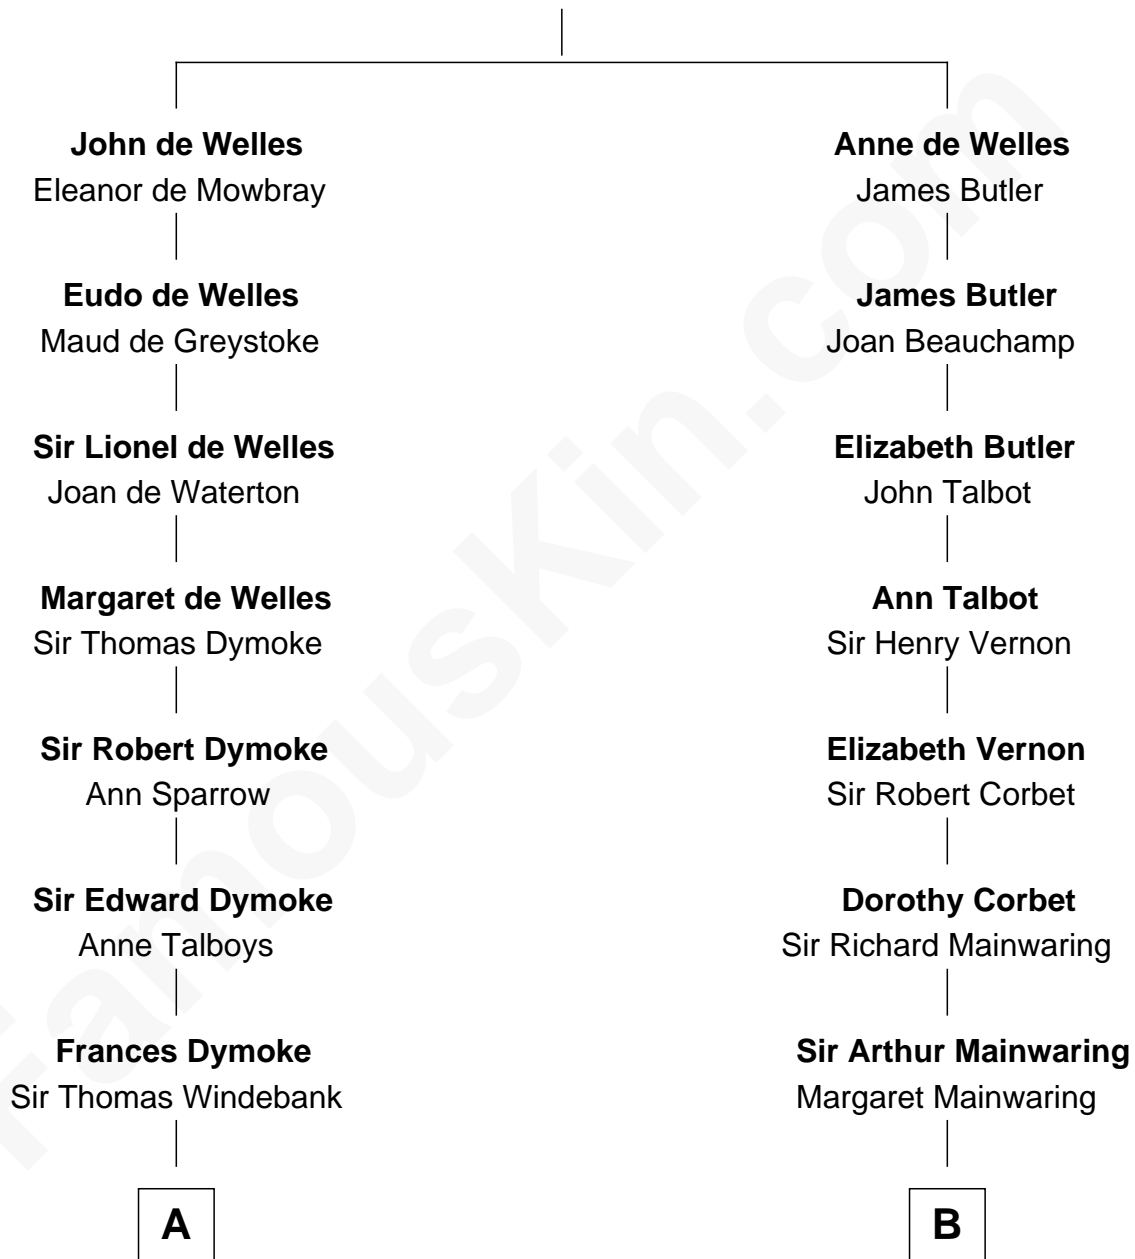 John de Welles
Eleanor de Mowbray
Eudo de Welles
Maud de Greystoke
Sir Lionel de Welles
Joan de Waterton
Margaret de Welles
Sir Thomas Dymoke
Sir Robert Dymoke
Ann Sparrow
Sir Edward Dymoke
Anne Talboys
Frances Dymoke
Sir Thomas Windebank
A
Anne de Welles
James Butler
James Butler
Joan Beauchamp
Elizabeth Butler
John Talbot
Ann Talbot
Sir Henry Vernon
Elizabeth Vernon
Sir Robert Corbet
Dorothy Corbet
Sir Richard Mainwaring
Sir Arthur Mainwaring
Margaret Mainwaring
B
FamousKin.com